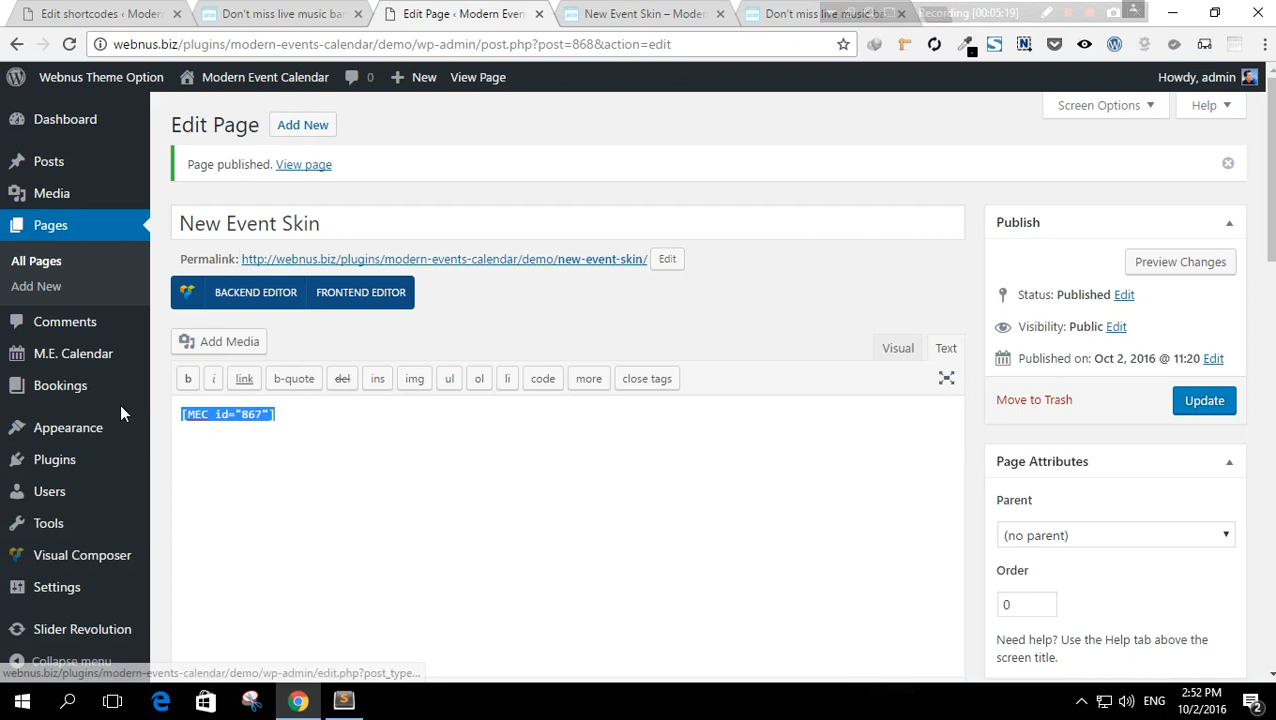 Edit shortcodes ‹ Modern
Don't miss live music ba
Edit Page ‹ Modern Even
New Event Skin – Modern
Don't miss live music ba
Recording [00:05:19]
webnus.biz/plugins/modern-events-calendar/demo/wp-admin/post.php?post=868&action=edit
Webnus Theme Option
Modern Event Calendar
0
New
View Page
Howdy, admin
Dashboard
Posts
Media
Pages
All Pages
Add New
Comments
M.E. Calendar
Bookings
Appearance
Plugins
Users
Tools
Visual Composer
Settings
Slider Revolution
Collapse menu
Screen Options
Help
Edit Page
Add New
Page published. View page
New Event Skin
Permalink: http://webnus.biz/plugins/modern-events-calendar/demo/new-event-skin/
Edit
BACKEND EDITOR
FRONTEND EDITOR
Add Media
Visual
Text
b
i
link
b-quote
del
ins
img
ul
ol
li
code
more
close tags
[MEC id="867"]
Publish
Preview Changes
Status: Published Edit
Visibility: Public Edit
Published on: Oct 2, 2016 @ 11:20 Edit
Move to Trash
Update
Page Attributes
Parent
(no parent)
Order
0
Need help? Use the Help tab above the
screen title.
webnus.biz/plugins/modern-events-calendar/demo/wp-admin/edit.php?post_type...
ENG
2:52 PM
10/2/2016
2